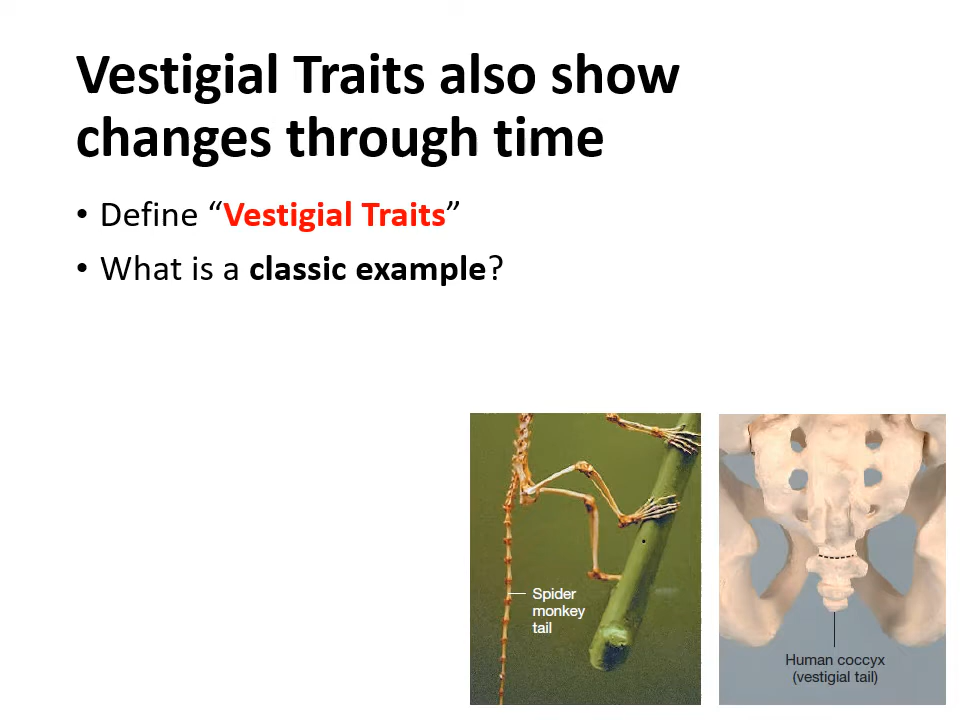 Vestigial Traits also show
changes through time
• Define “Vestigial Traits”
• What is a classic example?
Spider
monkey
tail
Human coccyx
(vestigial tail)